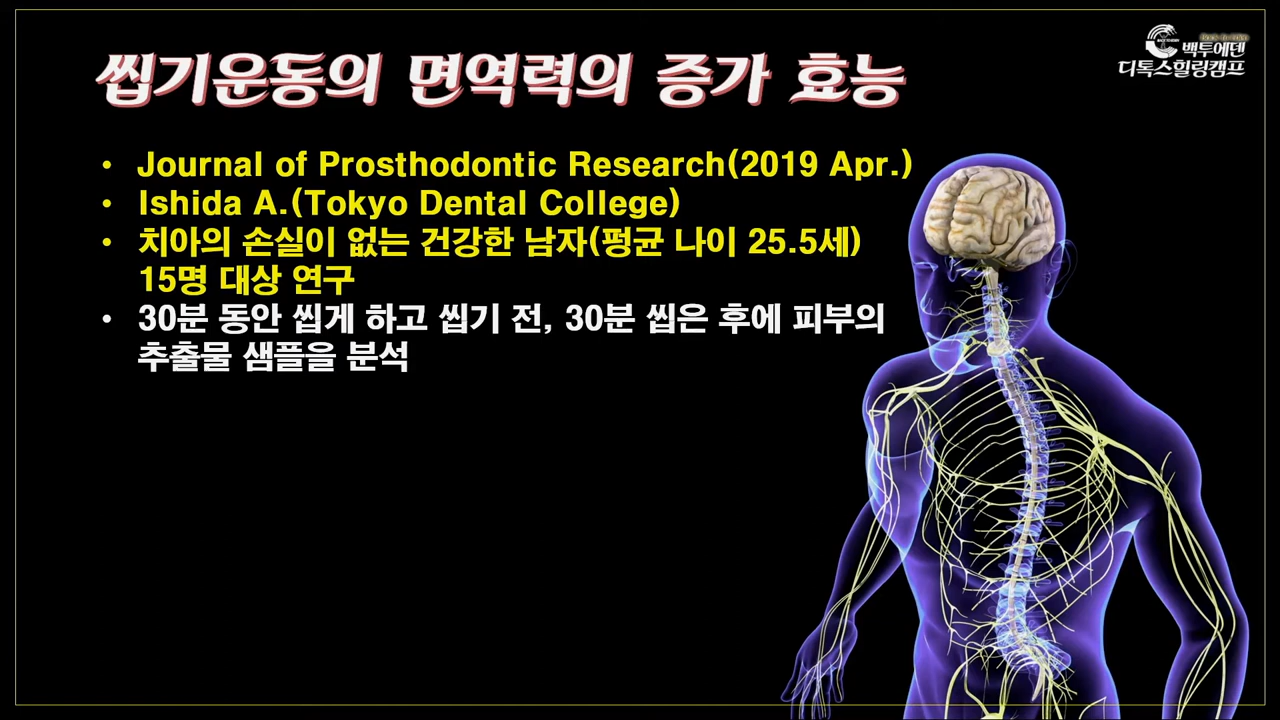 백투에덴
디톡스힐링캠프
씹기운동의 면역력의 증가 효능
• Journal of Prosthodontic Research(2019 Apr.)
• Ishida A.(Tokyo Dental College)
• 치아의 손실이 없는 건강한 남자(평균 나이 25.5세)
15명 대상 연구
• 30분 동안 씹게 하고 씹기 전, 30분 씹은 후에 피부의
추출물 샘플을 분석